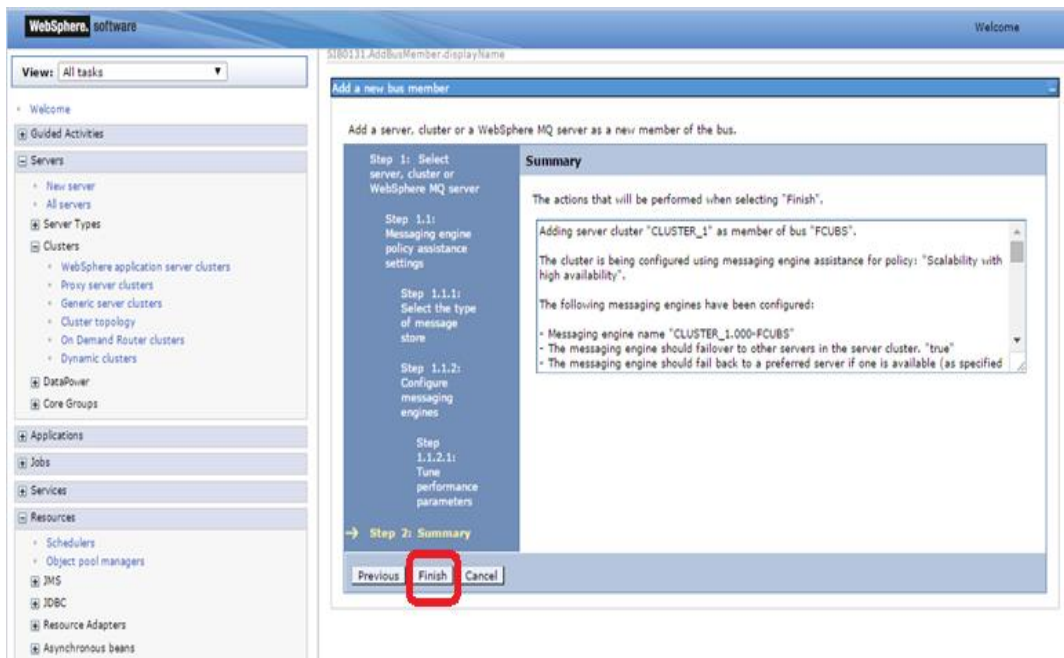 WebSphere. software
Welcome
View: All tasks
Welcome
Guided Activities
Servers
New server
All servers
Server Types
Clusters
WebSphere application server clusters
Proxy server clusters
Generic server clusters
Cluster topology
On Demand Router clusters
Dynamic clusters
DataPower
Core Groups
Applications
Jobs
Services
Resources
Schedulers
Object pool managers
JMS
JDBC
Resource Adapters
Asynchronous beans
SIB0131.AddBusMember.displayName
Add a new bus member
Add a server, cluster or a WebSphere MQ server as a new member of the bus.
Step 1: Select
server, cluster or
WebSphere MQ server
Step 1.1:
Messaging engine
policy assistance
settings
Step 1.1.1:
Select the type
of message
store
Step 1.1.2:
Configure
messaging
engines
Step
1.1.2.1:
Tune
performance
parameters
Step 2: Summary
Summary
The actions that will be performed when selecting "Finish".
Adding server cluster "CLUSTER_1" as member of bus "FCUBS".
The cluster is being configured using messaging engine assistance for policy: "Scalability with
high availability".
The following messaging engines have been configured:
- Messaging engine name "CLUSTER_1.000-FCUBS"
- The messaging engine should failover to other servers in the server cluster. "true"
- The messaging engine should fail back to a preferred server if one is available (as specified
Previous Finish Cancel